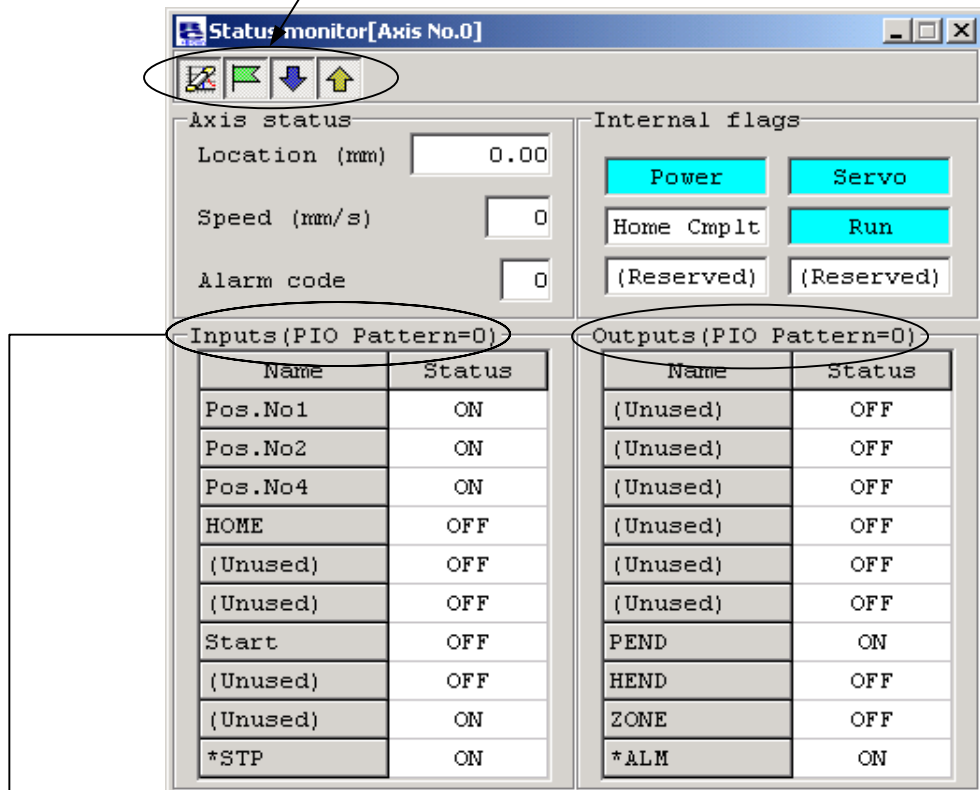 Status monitor[Axis No.0]
Axis status
Location (mm) 0.00
Speed (mm/s) 0
Alarm code 0
Internal flags
Power Servo
Home Cmplt Run
(Reserved) (Reserved)
Inputs(PIO Pattern=0)
Name Status
Pos.No1 ON
Pos.No2 ON
Pos.No4 ON
HOME OFF
(Unused) OFF
(Unused) OFF
Start OFF
(Unused) OFF
(Unused) ON
*STP ON
Outputs(PIO Pattern=0)
Name Status
(Unused) OFF
(Unused) OFF
(Unused) OFF
(Unused) OFF
(Unused) OFF
(Unused) OFF
PEND ON
HEND OFF
ZONE OFF
*ALM ON